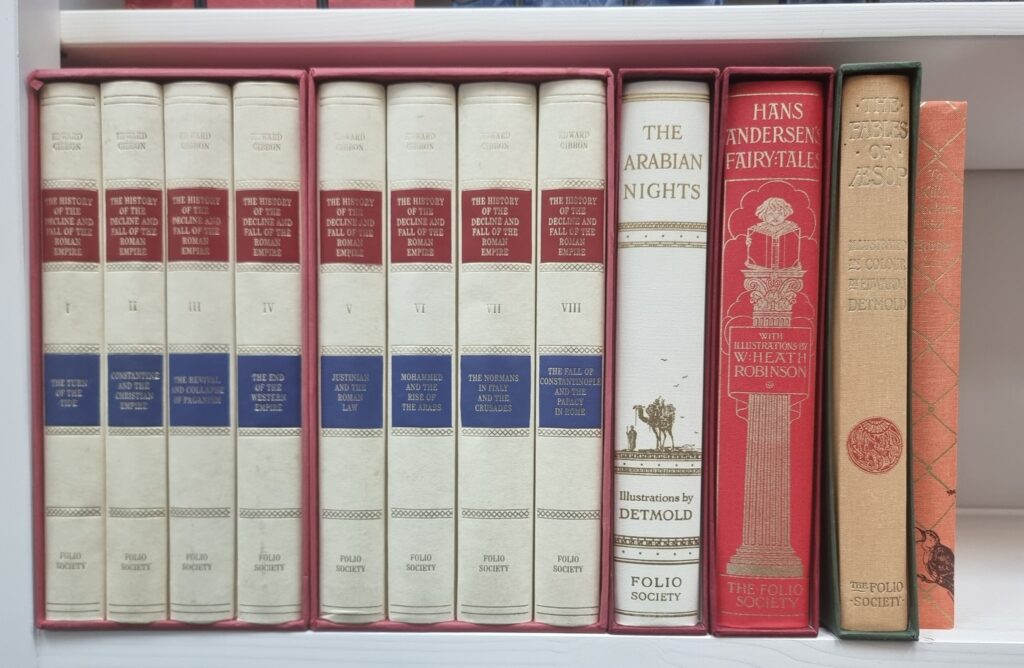 EDWARD
GIBBON
THE HISTORY
OF THE
DECLINE AND
FALL OF THE
ROMAN
EMPIRE
I
THE TURN
OF THE
TIDE
FOLIO
SOCIETY
EDWARD
GIBBON
THE HISTORY
OF THE
DECLINE AND
FALL OF THE
ROMAN
EMPIRE
II
CONSTANTINE
AND THE
CHRISTIAN
EMPIRE
FOLIO
SOCIETY
EDWARD
GIBBON
THE HISTORY
OF THE
DECLINE AND
FALL OF THE
ROMAN
EMPIRE
III
THE REVIVAL
AND COLLAPSE
OF PAGANISM
FOLIO
SOCIETY
EDWARD
GIBBON
THE HISTORY
OF THE
DECLINE AND
FALL OF THE
ROMAN
EMPIRE
IV
THE END
OF THE
WESTERN
EMPIRE
FOLIO
SOCIETY
EDWARD
GIBBON
THE HISTORY
OF THE
DECLINE AND
FALL OF THE
ROMAN
EMPIRE
V
JUSTINIAN
AND THE
ROMAN
LAW
FOLIO
SOCIETY
EDWARD
GIBBON
THE HISTORY
OF THE
DECLINE AND
FALL OF THE
ROMAN
EMPIRE
VI
MOHAMMED
AND THE
RISE OF
THE ARABS
FOLIO
SOCIETY
EDWARD
GIBBON
THE HISTORY
OF THE
DECLINE AND
FALL OF THE
ROMAN
EMPIRE
VII
THE NORMANS
IN ITALY
AND THE
CRUSADES
FOLIO
SOCIETY
EDWARD
GIBBON
THE HISTORY
OF THE
DECLINE AND
FALL OF THE
ROMAN
EMPIRE
VIII
THE FALL OF
CONSTANTINOPLE
AND THE
PAPACY
IN ROME
FOLIO
SOCIETY
THE
ARABIAN
NIGHTS
Illustrations by
DETMOLD
FOLIO
SOCIETY
HANS
ANDERSEN'S
FAIRY·TALES
WITH
ILLUSTRATIONS BY
W·HEATH
ROBINSON
THE FOLIO
SOCIETY
·THE·
FABLES
·OF·
ÆSOP
ILLUSTRATED
IN COLOUR
BY EDWARD J
DETMOLD
THE FOLIO
·SOCIETY·